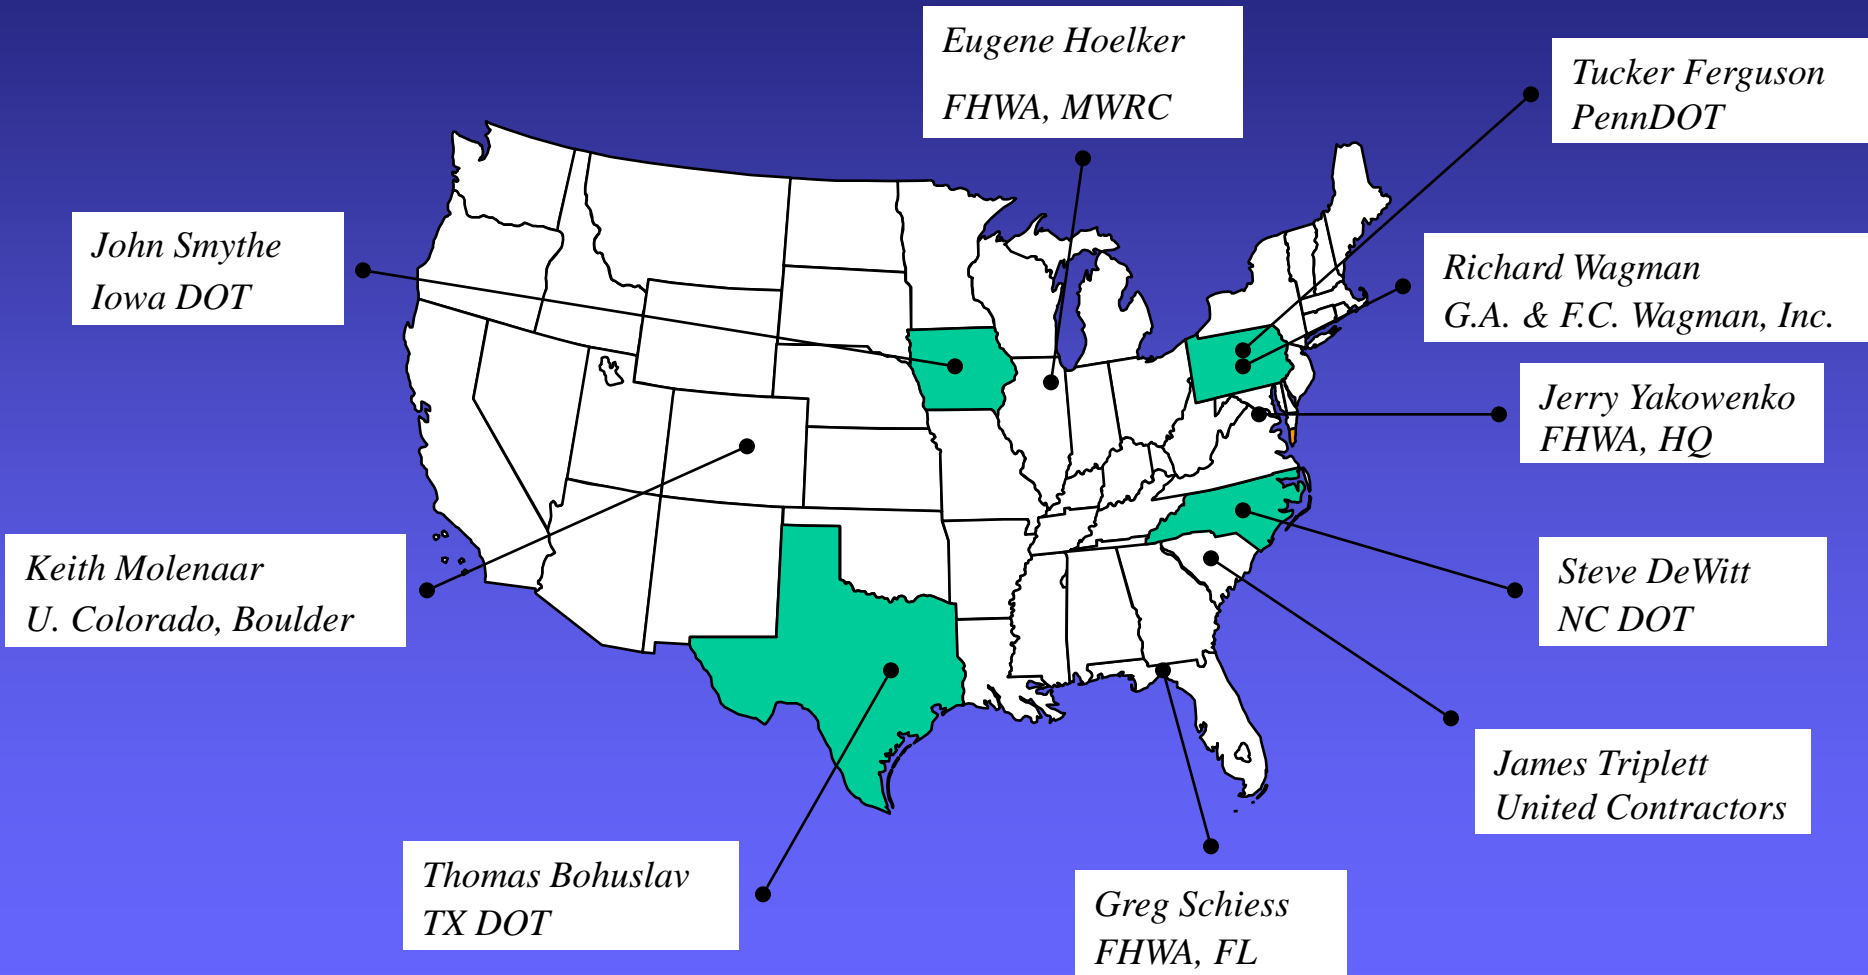 Eugene Hoelker
FHWA, MWRC
Tucker Ferguson
PennDOT
John Smythe
Iowa DOT
Richard Wagman
G.A. & F.C. Wagman, Inc.
Jerry Yakowenko
FHWA, HQ
Keith Molenaar
U. Colorado, Boulder
Steve DeWitt
NC DOT
James Triplett
United Contractors
Thomas Bohuslav
TX DOT
Greg Schiess
FHWA, FL